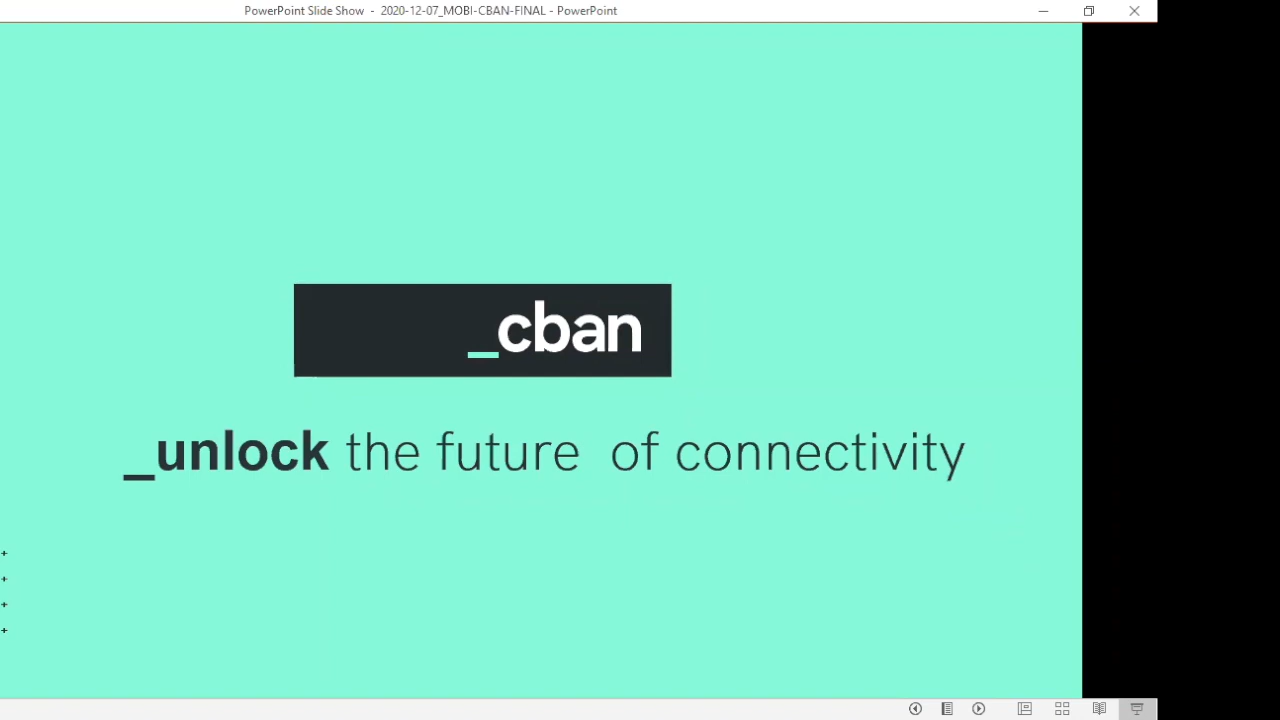 PowerPoint Slide Show - 2020-12-07_MOBI-CBAN-FINAL - PowerPoint
_cban
_unlock the future of connectivity
+
+
+
+